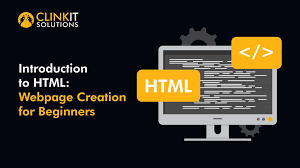 CLINKIT
SOLUTIONS
Introduction
to HTML:
Webpage Creation
for Beginners
HTML
</>